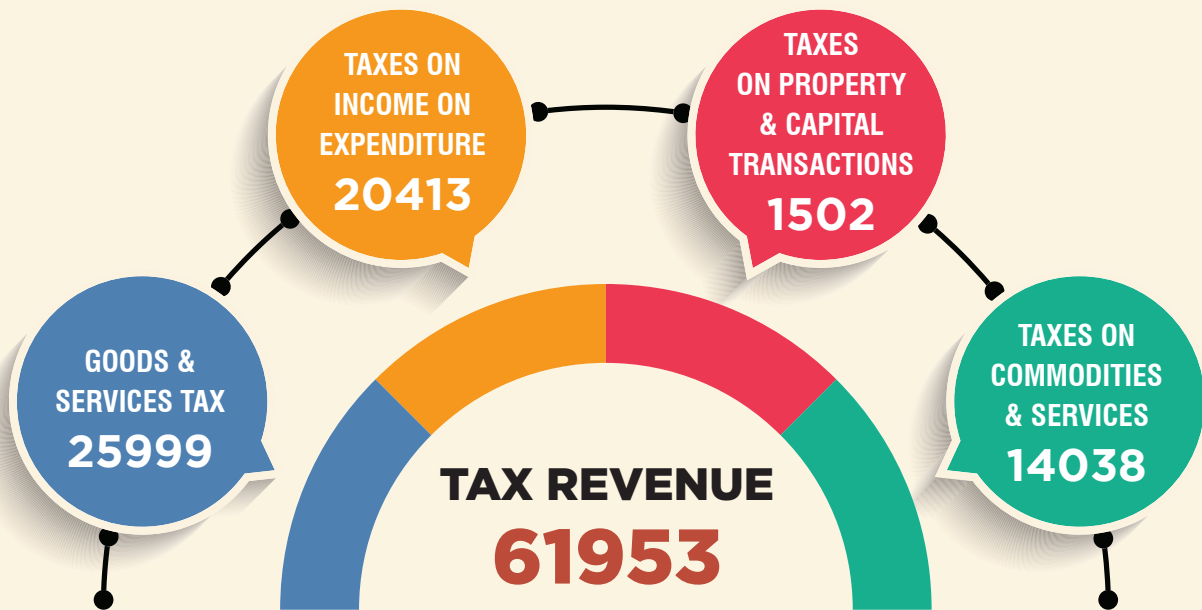 TAXES ON
INCOME ON
EXPENDITURE
20413
TAXES
ON PROPERTY
& CAPITAL
TRANSACTIONS
1502
GOODS &
SERVICES TAX
25999
TAXES ON
COMMODITIES
& SERVICES
14038
TAX REVENUE
61953